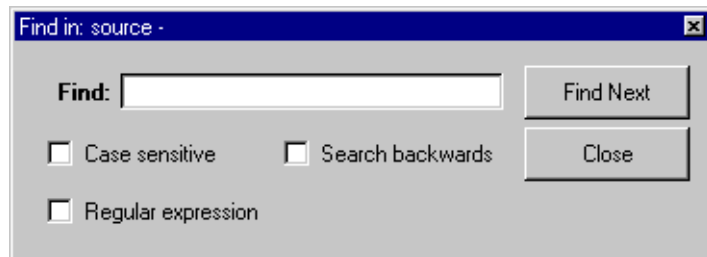 Find in: source -
Find: Find Next
Case sensitive Search backwards Close
Regular expression